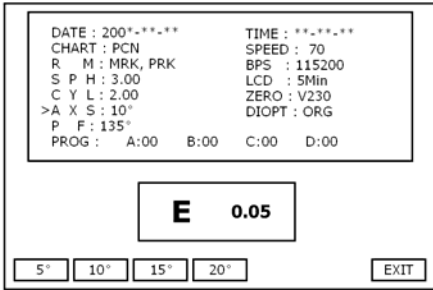 DATE : 200*-**-** TIME : **-**-**
CHART : PCN SPEED : 70
R M : MRK, PRK BPS : 115200
S P H : 3.00 LCD : 5Min
C Y L : 2.00 ZERO : V230
>A X S : 10° DIOPT : ORG
P F : 135°
PROG : A:00 B:00 C:00 D:00
E 0.05
5° 10° 15° 20° EXIT